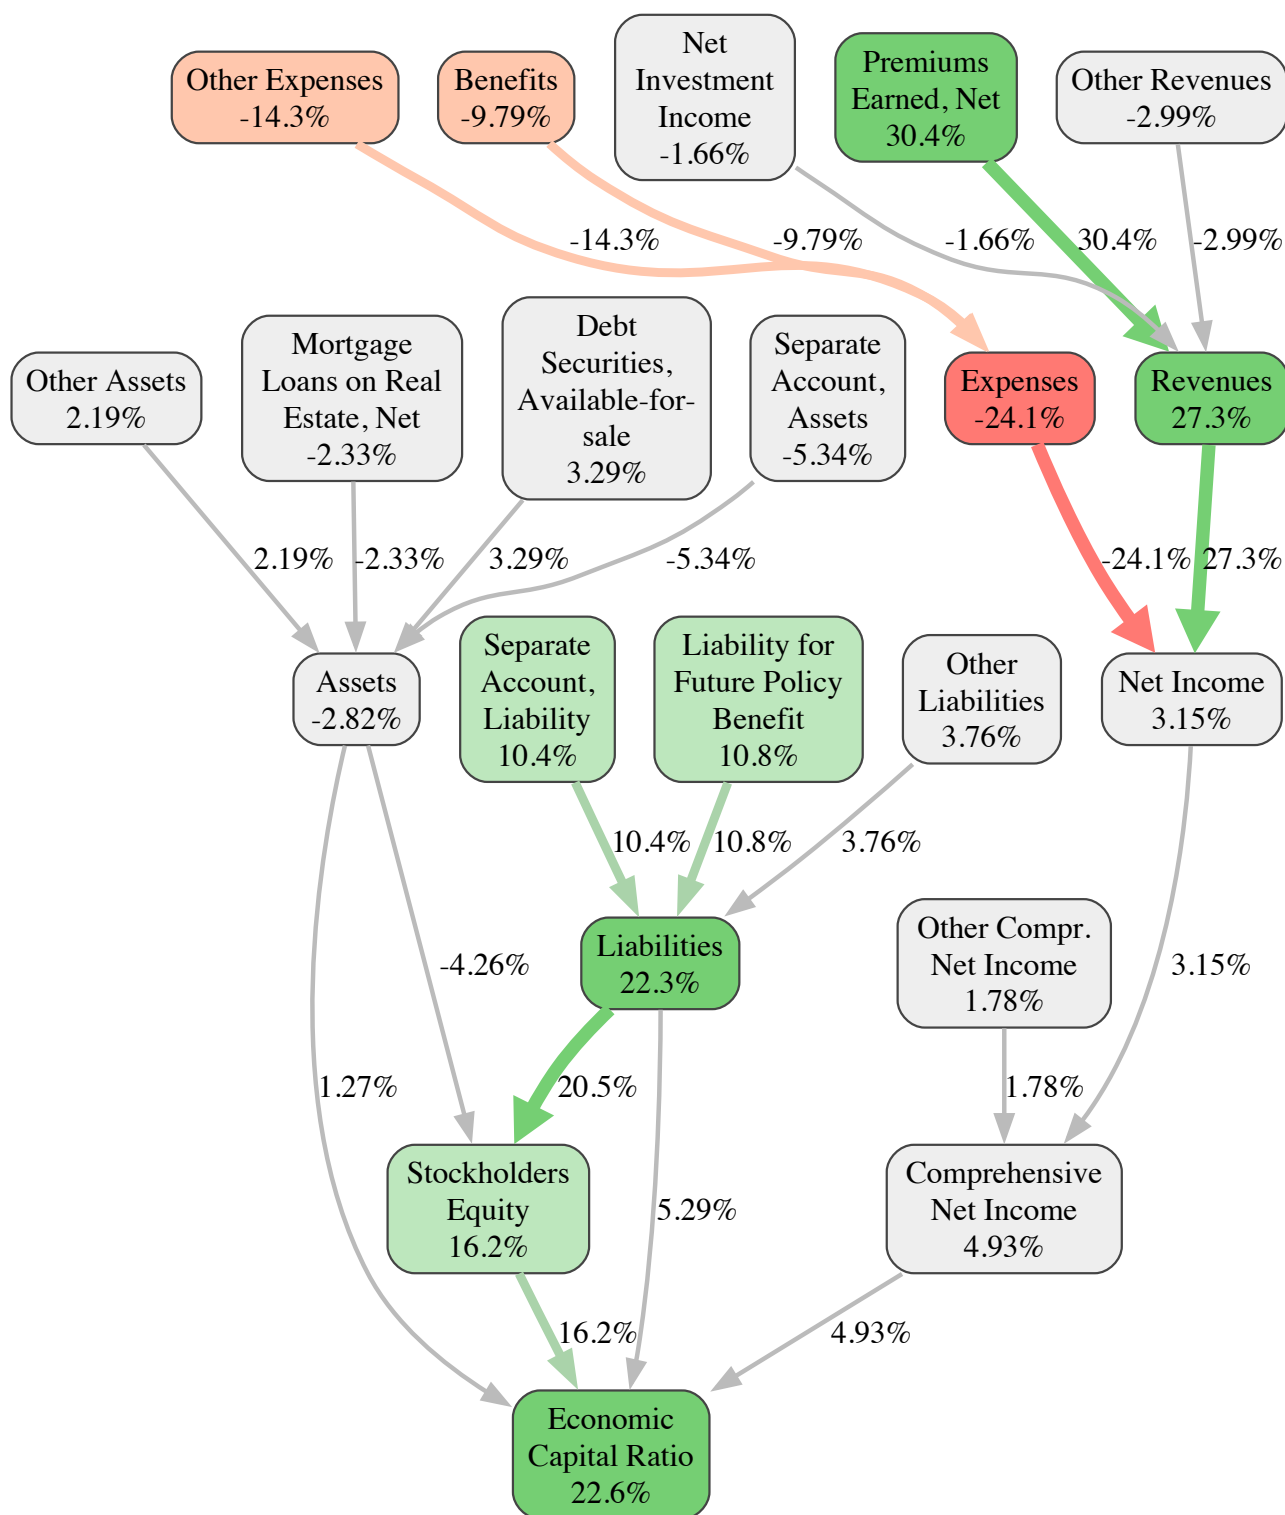 Other Expenses
-14.3%
Benefits
-9.79%
Net
Investment
Income
-1.66%
Premiums
Earned, Net
30.4%
Other Revenues
-2.99%
-14.3%
-9.79%
-1.66%
30.4%
-2.99%
Other Assets
2.19%
Mortgage
Loans on Real
Estate, Net
-2.33%
Debt
Securities,
Available-for-
sale
3.29%
Separate
Account,
Assets
-5.34%
Expenses
-24.1%
Revenues
27.3%
2.19%
-2.33%
3.29%
-5.34%
-24.1%
27.3%
Assets
-2.82%
Separate
Account,
Liability
10.4%
Liability for
Future Policy
Benefit
10.8%
Other
Liabilities
3.76%
Net Income
3.15%
10.4%
10.8%
3.76%
Liabilities
22.3%
Other Compr.
Net Income
1.78%
-4.26%
3.15%
1.27%
20.5%
1.78%
Stockholders
Equity
16.2%
5.29%
Comprehensive
Net Income
4.93%
16.2%
4.93%
Economic
Capital Ratio
22.6%